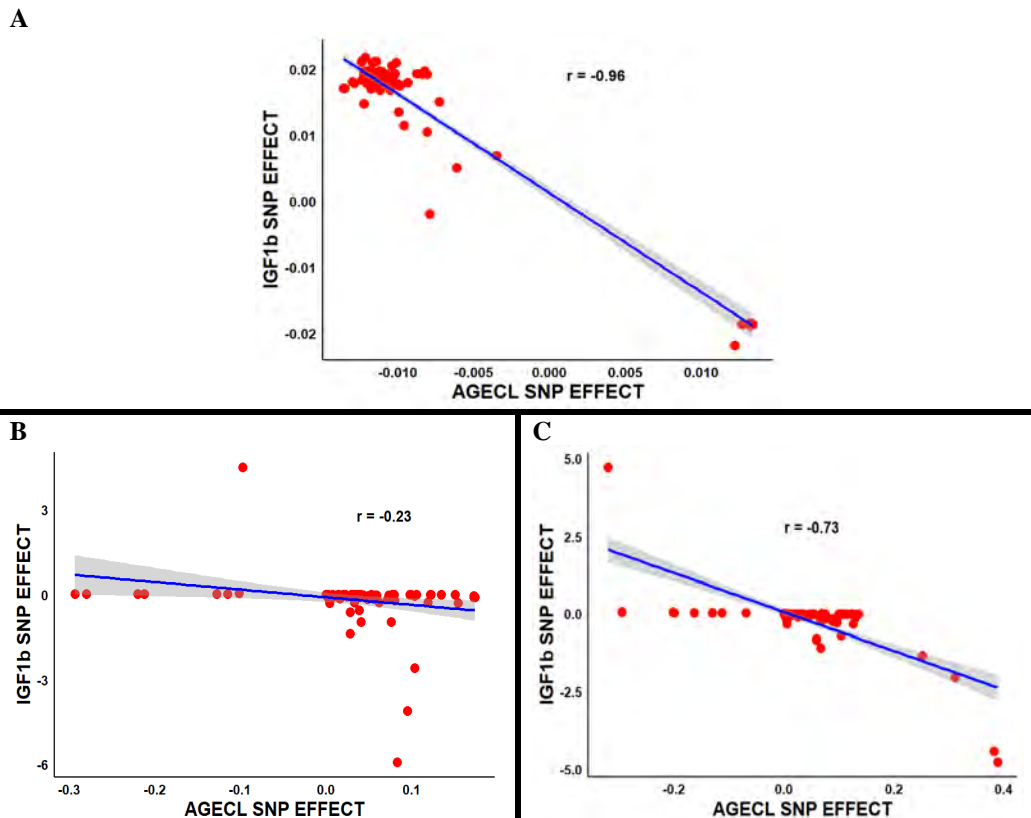 A
r = -0.96
IGF1b SNP EFFECT
0.02
0.01
0.00
-0.01
-0.02
-0.010 -0.005 0.000 0.005 0.010
AGECL SNP EFFECT
B
r = -0.23
IGF1b SNP EFFECT
3
0
-3
-6
-0.3 -0.2 -0.1 0.0 0.1
AGECL SNP EFFECT
C
r = -0.73
IGF1b SNP EFFECT
5.0
2.5
0.0
-2.5
-5.0
-0.2 0.0 0.2 0.4
AGECL SNP EFFECT